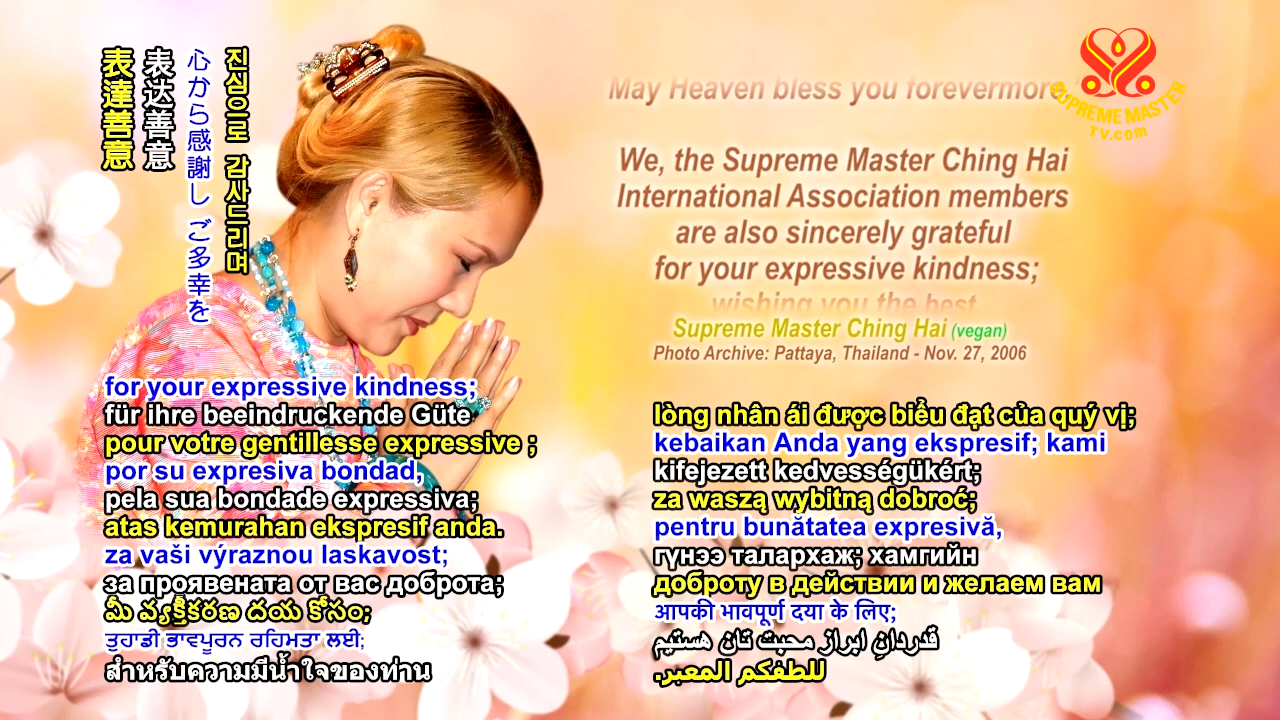 表達善意
表达善意
心から感謝し ご多幸を
진심으로 감사드리며
May Heaven bless you forevermore
SUPREME MASTER
TV.com
We, the Supreme Master Ching Hai
International Association members
are also sincerely grateful
for your expressive kindness;
wishing you the best
Supreme Master Ching Hai (vegan)
Photo Archive: Pattaya, Thailand - Nov. 27, 2006
for your expressive kindness;
für ihre beeindruckende Güte
pour votre gentillesse expressive ;
por su expresiva bondad,
pela sua bondade expressiva;
atas kemurahan ekspresif anda.
za vaši výraznou laskavost;
за проявената от вас доброта;
మీ వ్యక్తీకరణ దయ కోసం;
ਤੁਹਾਡੀ ਭਾਵਪੂਰਨ ਰਹਿਮਤਾ ਲਈ;
สำหรับความมีน้ำใจของท่าน
lòng nhân ái được biểu đạt của quý vị;
kebaikan Anda yang ekspresif; kami
kifejezett kedvességükért;
za waszą wybitną dobroć;
pentru bunătatea expresivă,
гүнээ талархаж; хамгийн
доброту в действии и желаем вам
आपकी भावपूर्ण दया के लिए;
قدردانِ ابراز محبت تان هستیم
للطفكم المعبر.